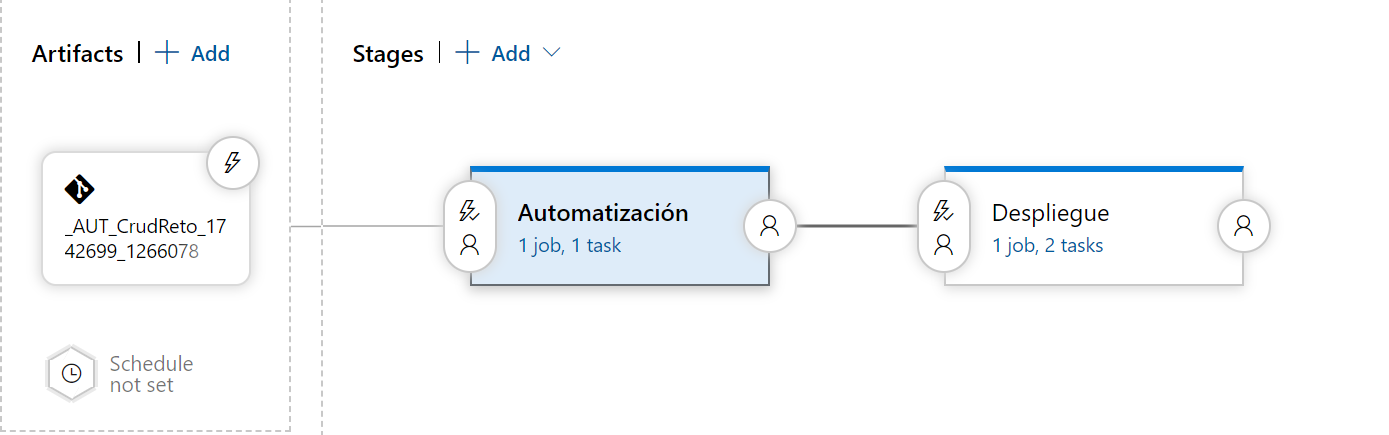 Artifacts | + Add
Stages | + Add
_AUT_CrudReto_17
42699_1266078
Automatización
1 job, 1 task
Despliegue
1 job, 2 tasks
Schedule
not set